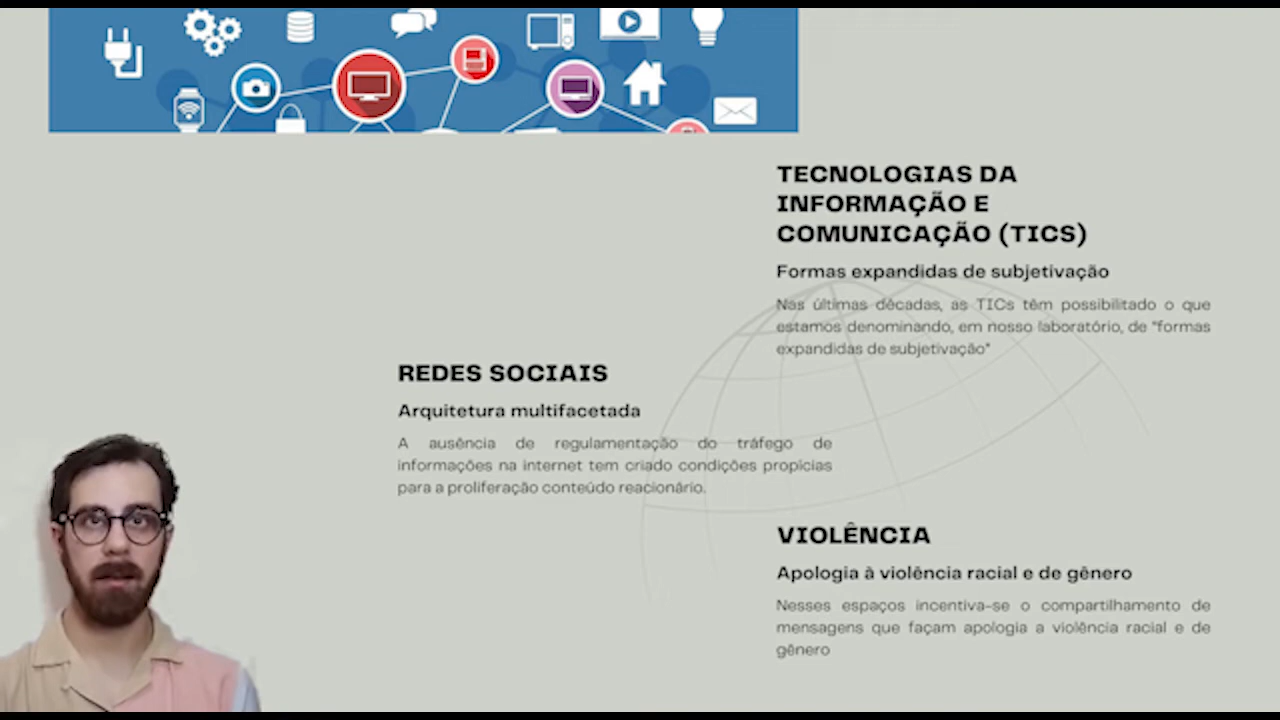 TECNOLOGIAS DA
INFORMAÇÃO E
COMUNICAÇÃO (TICS)
Formas expandidas de subjetivação
Nas últimas décadas, as TICs têm possibilitado o que
estamos denominando, em nosso laboratório, de "formas
expandidas de subjetivação"
REDES SOCIAIS
Arquitetura multifacetada
A ausência de regulamentação do tráfego de
informações na internet tem criado condições propícias
para a proliferação conteúdo reacionário.
VIOLÊNCIA
Apologia à violência racial e de gênero
Nesses espaços incentiva-se o compartilhamento de
mensagens que façam apologia a violência racial e de
gênero